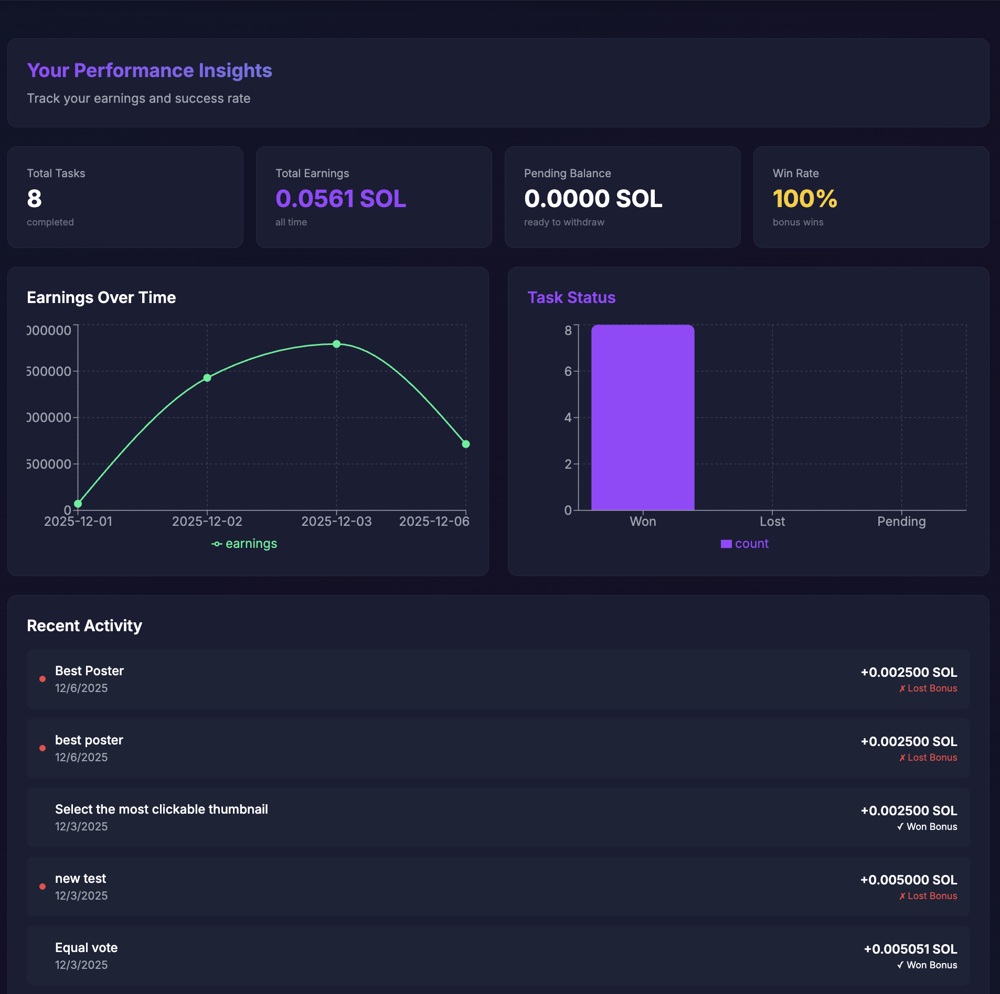 Your Performance Insights
Track your earnings and success rate
Total Tasks
8
completed
Total Earnings
0.0561 SOL
all time
Pending Balance
0.0000 SOL
ready to withdraw
Win Rate
100%
bonus wins
Earnings Over Time
000000
500000
000000
500000
0
2025-12-01 2025-12-02 2025-12-03 2025-12-06
earnings
Task Status
8
6
4
2
0
Won Lost Pending
count
Recent Activity
Best Poster
12/6/2025
+0.002500 SOL
✗ Lost Bonus
best poster
12/6/2025
+0.002500 SOL
✗ Lost Bonus
Select the most clickable thumbnail
12/3/2025
+0.002500 SOL
✓ Won Bonus
new test
12/3/2025
+0.005000 SOL
✗ Lost Bonus
Equal vote
12/3/2025
+0.005051 SOL
✓ Won Bonus